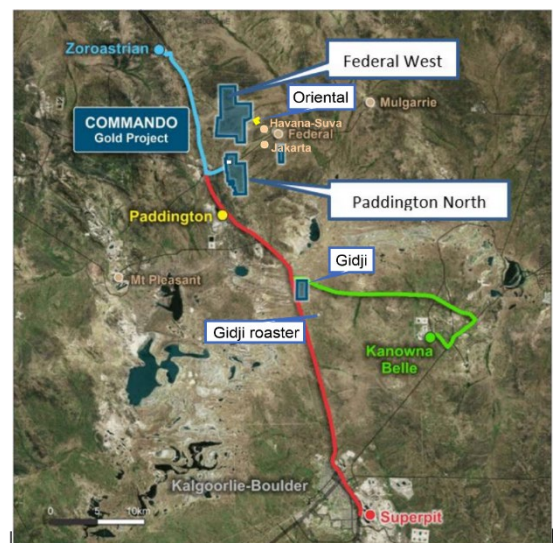 Zoroastrian
Federal West
Oriental
Mulgarrie
COMMANDO
Gold Project
Havana-Suva
Federal
Jakarta
Paddington North
Paddington
Gidji
Mt Pleasant
Gidji roaster
Kanowna
Belle
Kalgoorlie-Boulder
0 5 10km
Superpit